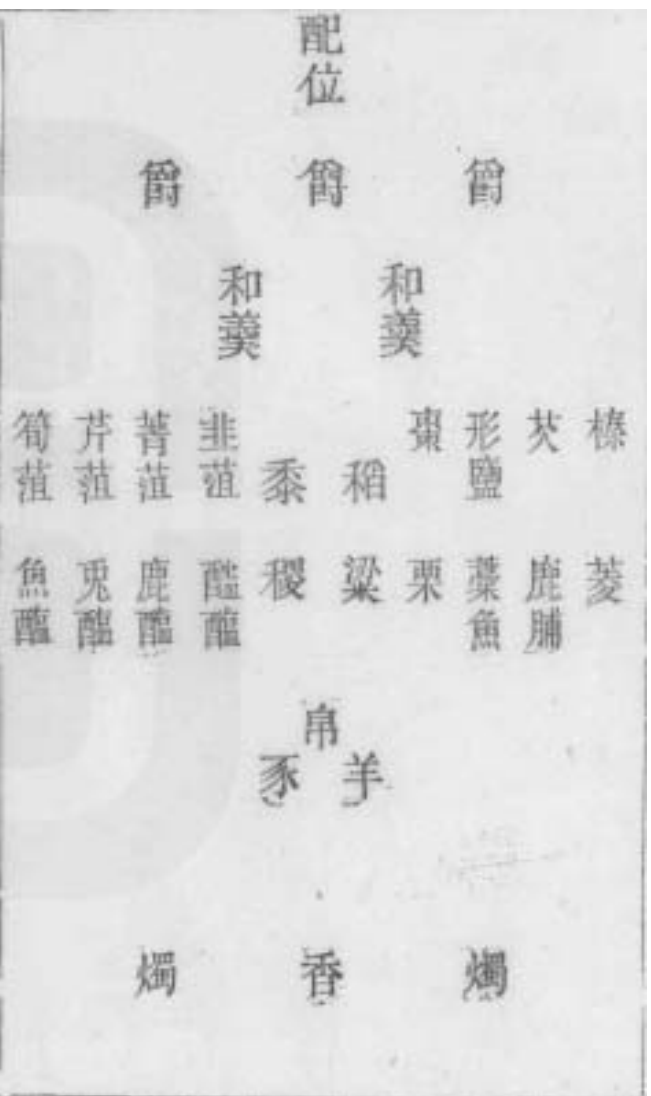 配位
爵 爵 爵
和羹 和羹
榛 芡 形鹽 棗 稻 黍 韭菹 菁菹 芹菹 筍菹
菱 鹿脯 藁魚 栗 粱 稷 醓醢 鹿醢 兎醢 魚醢
帛
羊 豕
燭 香 燭